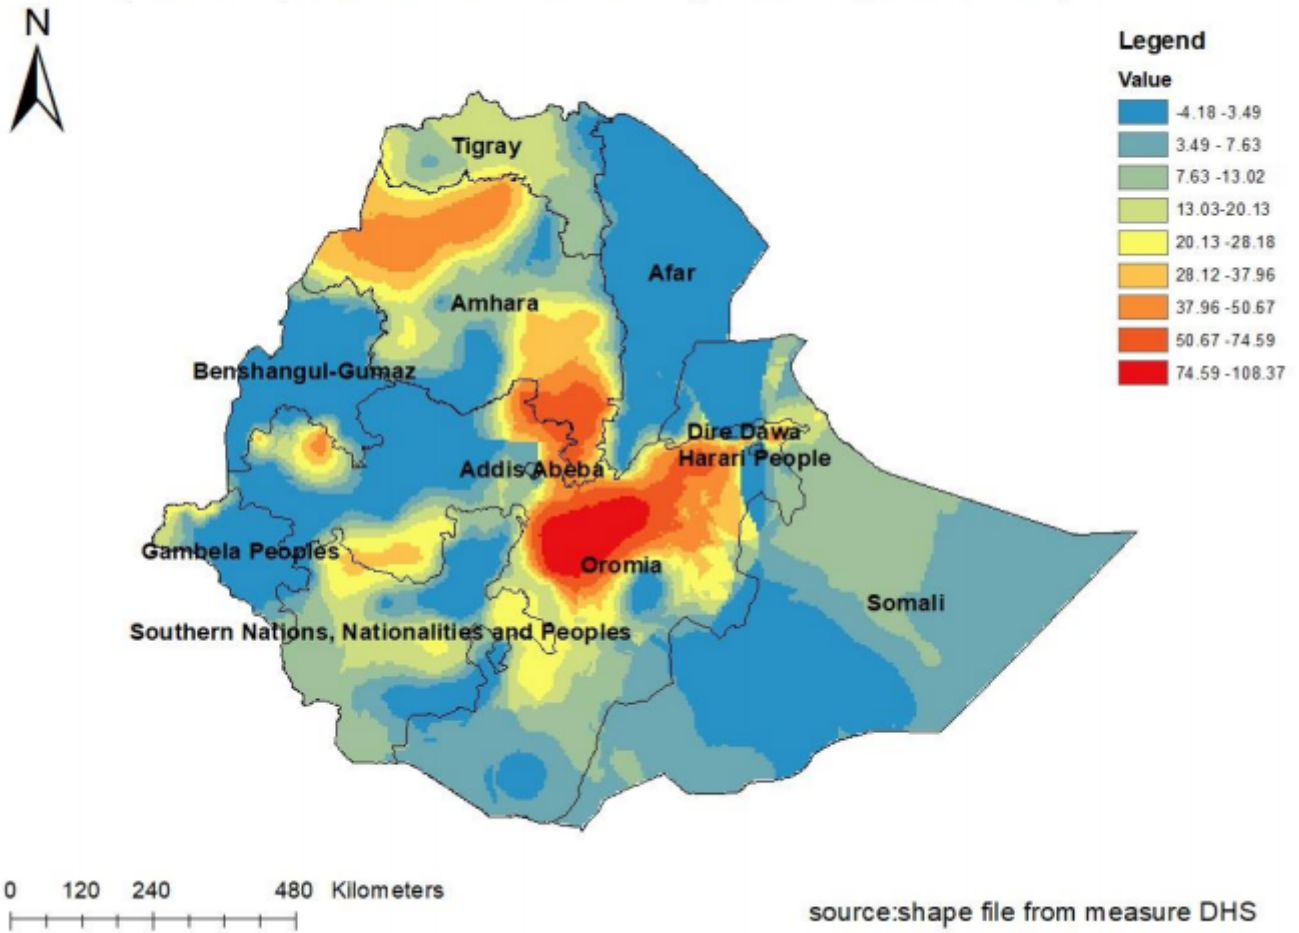 N
Legend
Value
-4.18 -3.49
3.49 - 7.63
7.63 -13.02
13.03-20.13
20.13 -28.18
28.12 -37.96
37.96 -50.67
50.67 -74.59
74.59 -108.37
Tigray
Afar
Amhara
Benshangul-Gumaz
Dire Dawa
Harari People
Addis Abeba
Gambela Peoples
Oromia
Somali
Southern Nations, Nationalities and Peoples
0 120 240 480 Kilometers
source:shape file from measure DHS